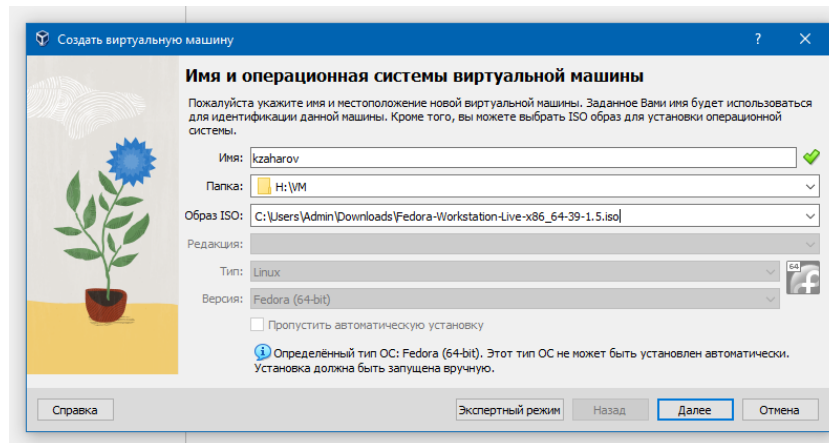 Создать виртуальную машину
?
Имя и операционная системы виртуальной машины
Пожалуйста укажите имя и местоположение новой виртуальной машины. Заданное Вами имя будет использоваться
для идентификации данной машины. Кроме того, вы можете выбрать ISO образ для установки операционной
системы.
Имя: kzaharov
Папка: H:\VM
Образ ISO: C:\Users\Admin\Downloads\Fedora-Workstation-Live-x86_64-39-1.5.iso
Редакция:
Тип: Linux
64
Версия: Fedora (64-bit)
Пропустить автоматическую установку
Определённый тип ОС: Fedora (64-bit). Этот тип ОС не может быть установлен автоматически.
Установка должна быть запущена вручную.
Справка Экспертный режим Назад Далее Отмена